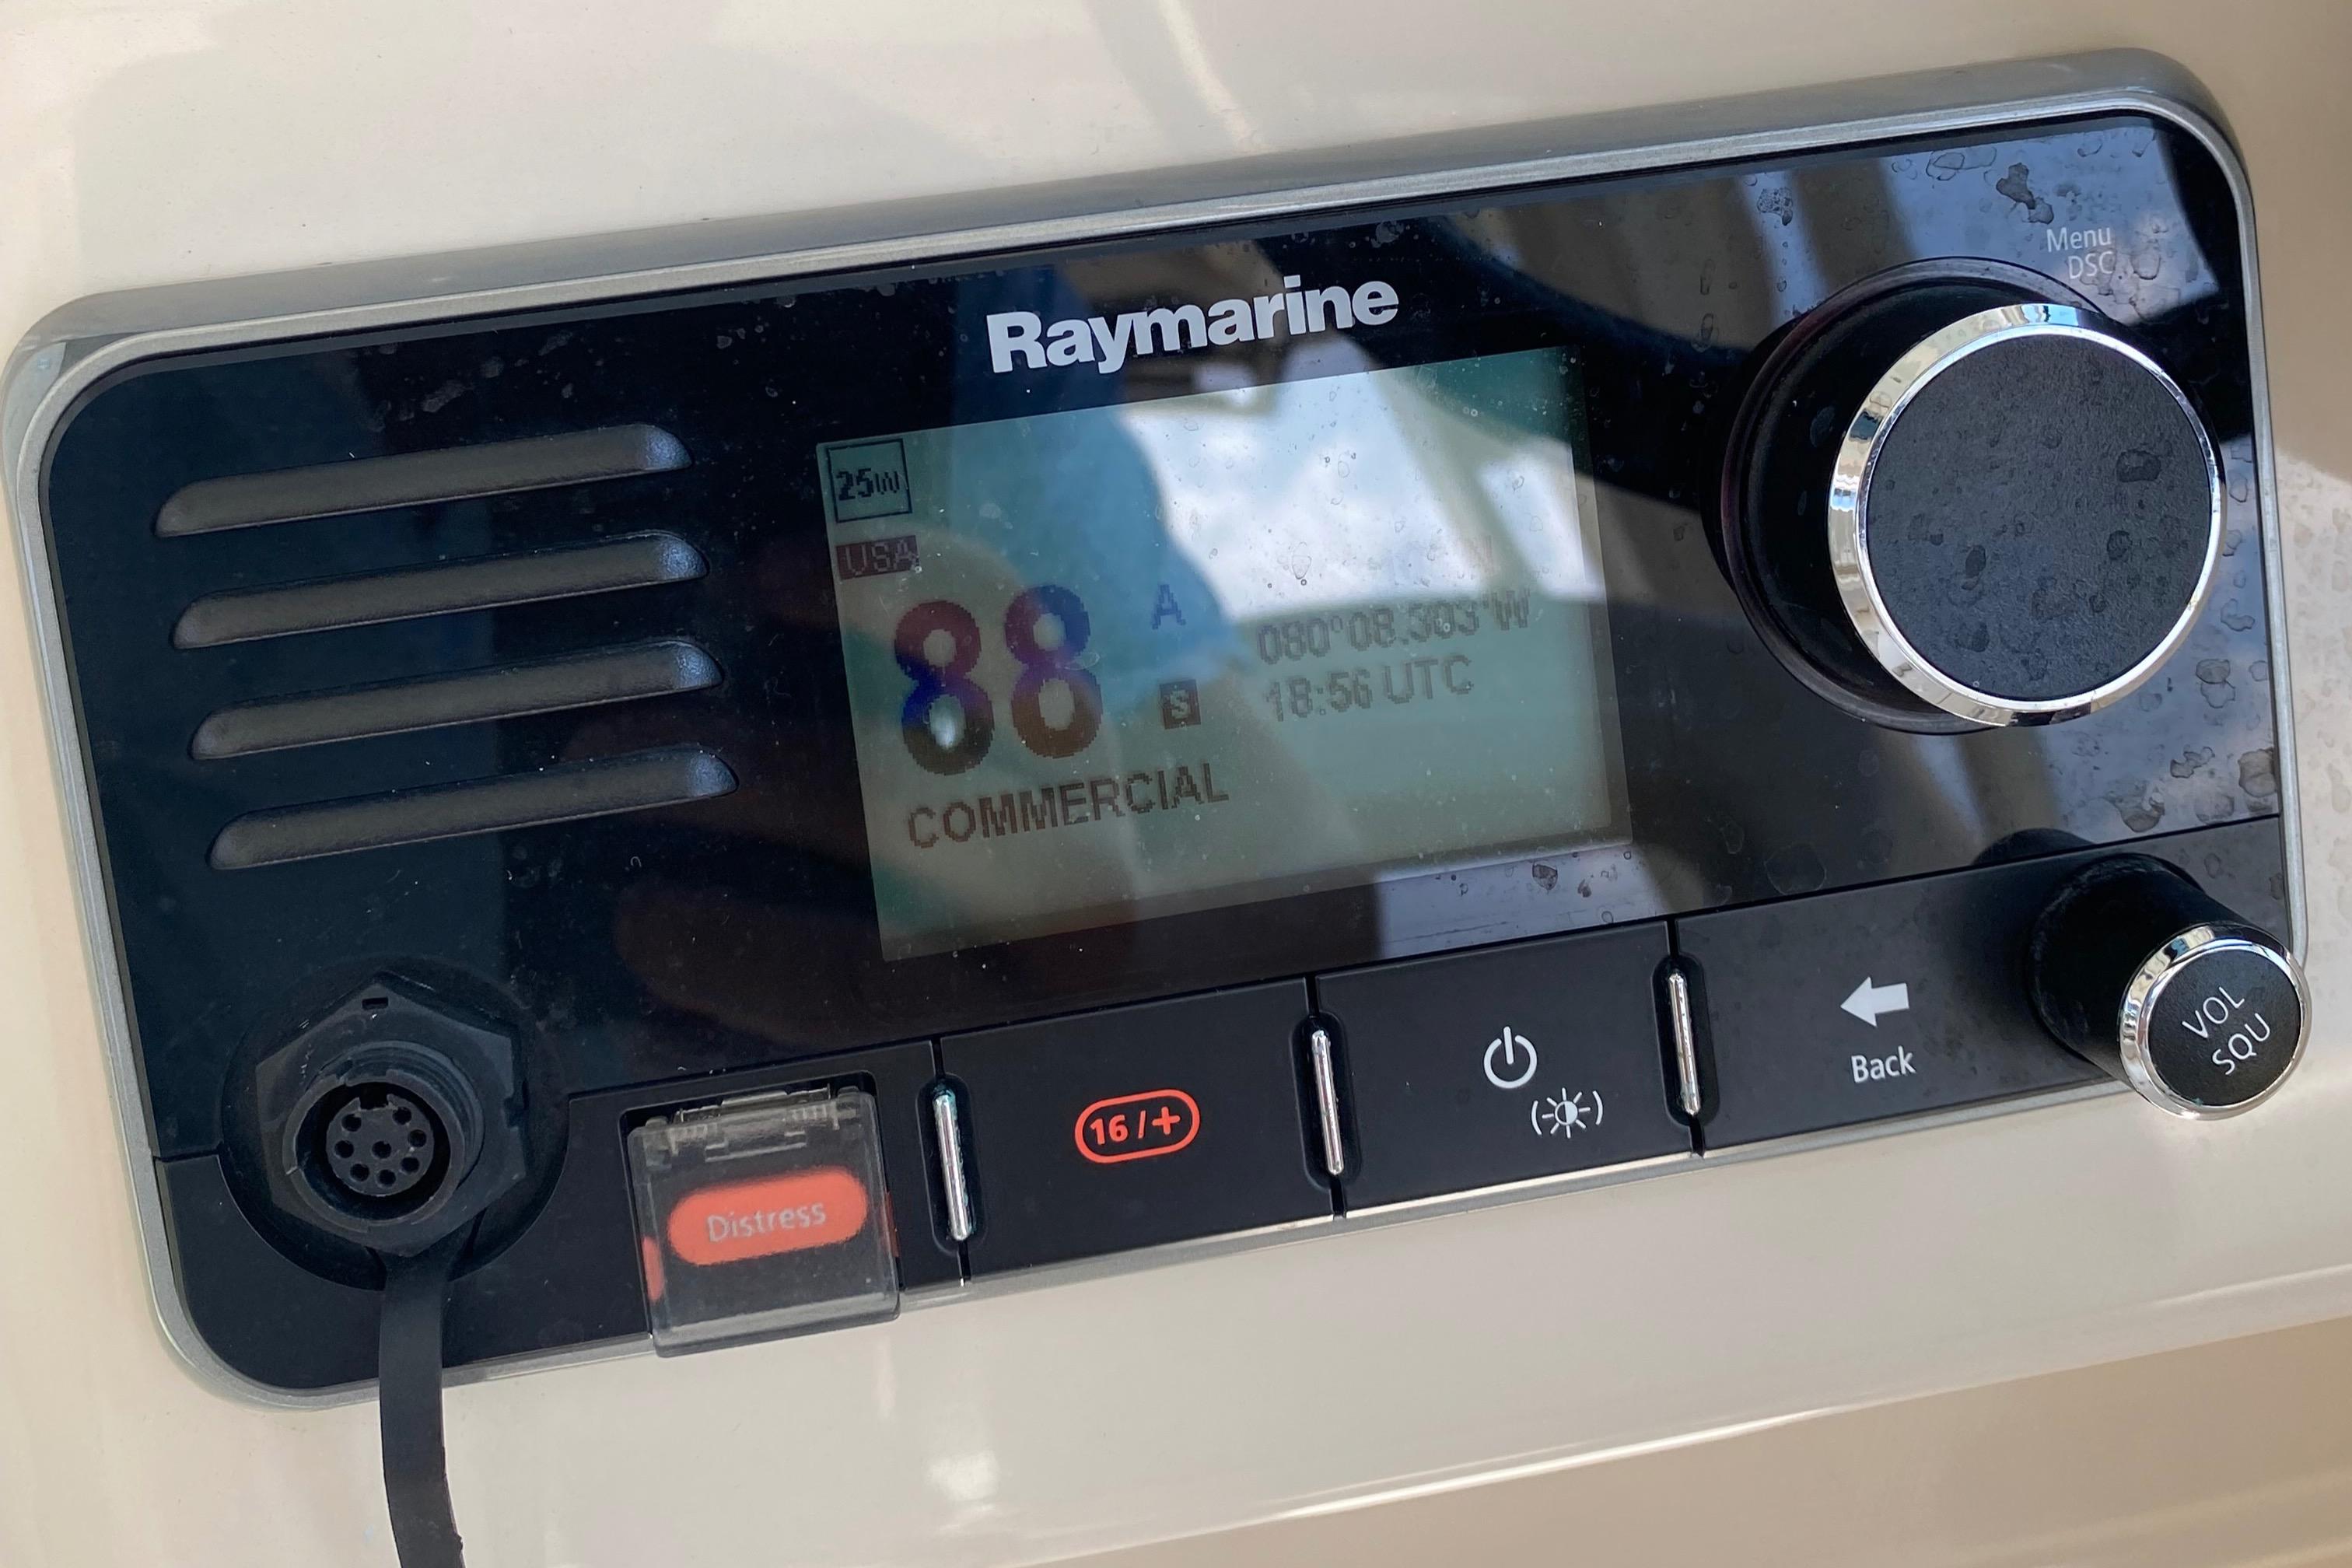 Menu
DSC
Raymarine
25W
USA
88 A
080°08.303'W
S
18:56 UTC
COMMERCIAL
Distress
16/+
Back
VOL
SQU